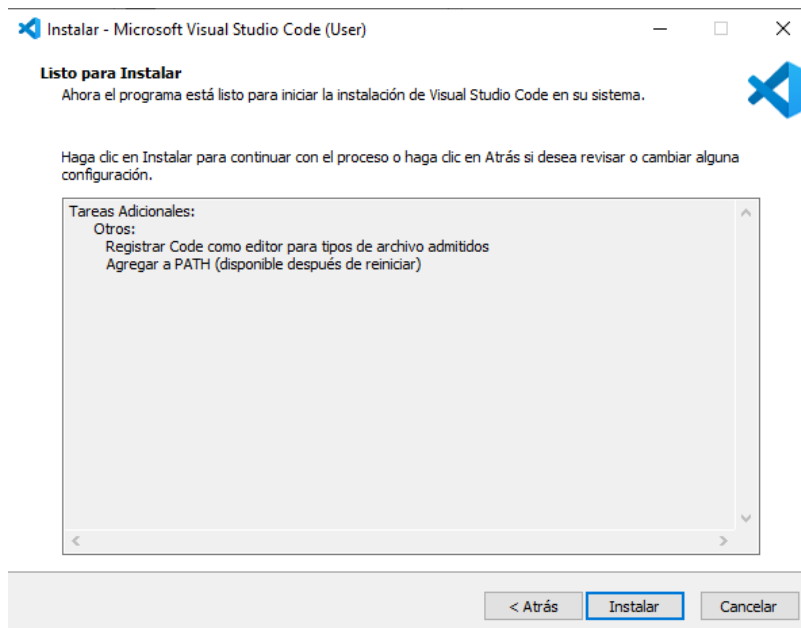 Instalar - Microsoft Visual Studio Code (User)
Listo para Instalar
Ahora el programa está listo para iniciar la instalación de Visual Studio Code en su sistema.
Haga clic en Instalar para continuar con el proceso o haga clic en Atrás si desea revisar o cambiar alguna
configuración.
Tareas Adicionales:
Otros:
Registrar Code como editor para tipos de archivo admitidos
Agregar a PATH (disponible después de reiniciar)
< Atrás
Instalar
Cancelar